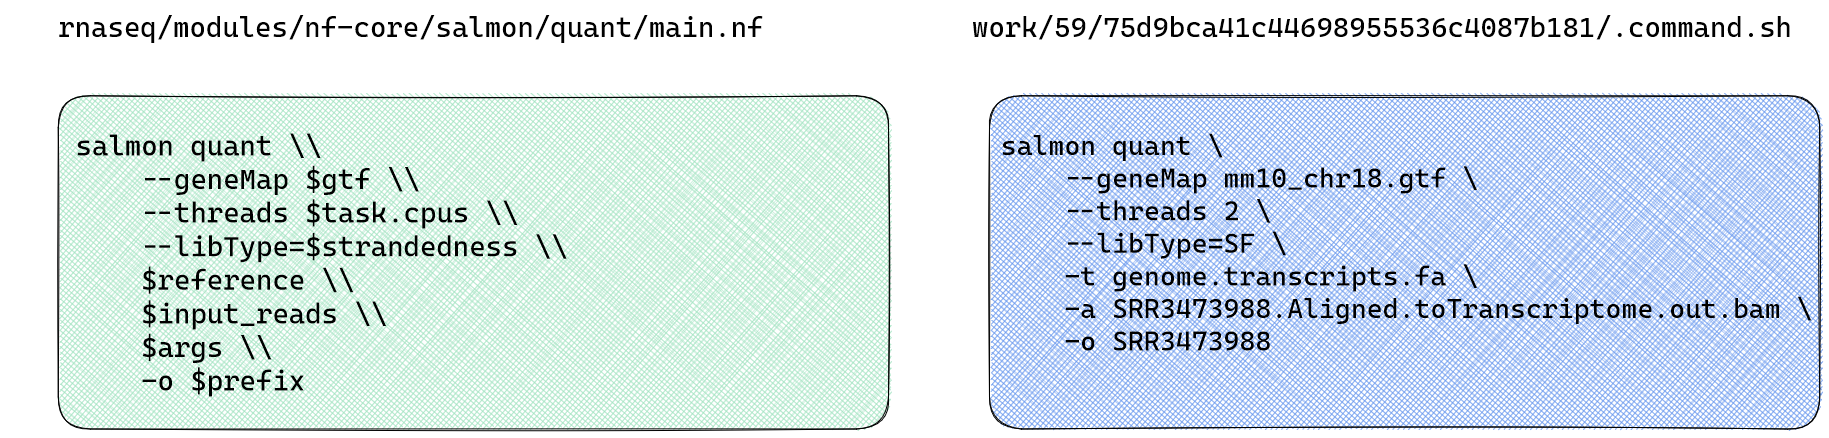 rnaseq/modules/nf-core/salmon/quant/main.nf
salmon quant \\
    --geneMap $gtf \\
    --threads $task.cpus \\
    --libType=$strandedness \\
    $reference \\
    $input_reads \\
    $args \\
    -o $prefix
work/59/75d9bca41c44698955536c4087b181/.command.sh
salmon quant \
    --geneMap mm10_chr18.gtf \
    --threads 2 \
    --libType=SF \
    -t genome.transcripts.fa \
    -a SRR3473988.Aligned.toTranscriptome.out.bam \
    -o SRR3473988